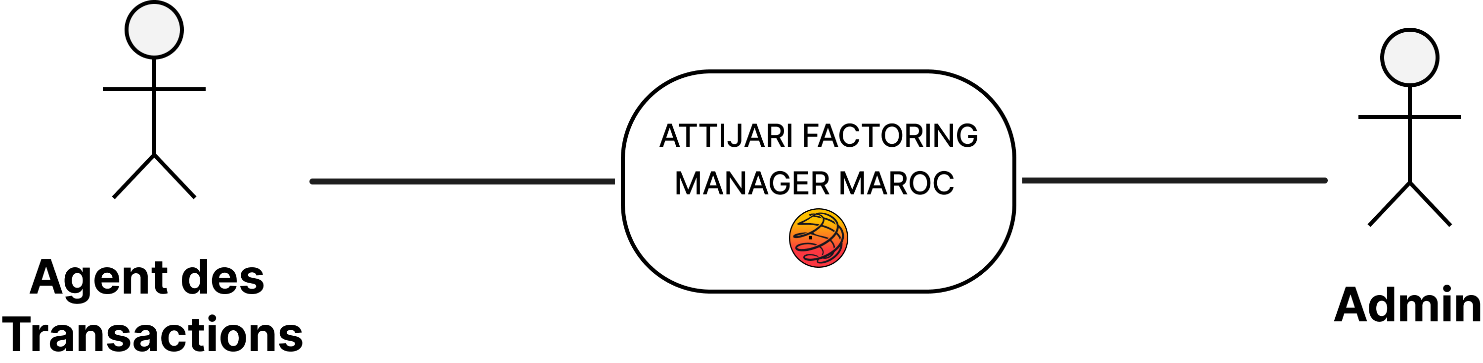 ATTIJARI FACTORING
MANAGER MAROC
Agent des
Transactions
Admin